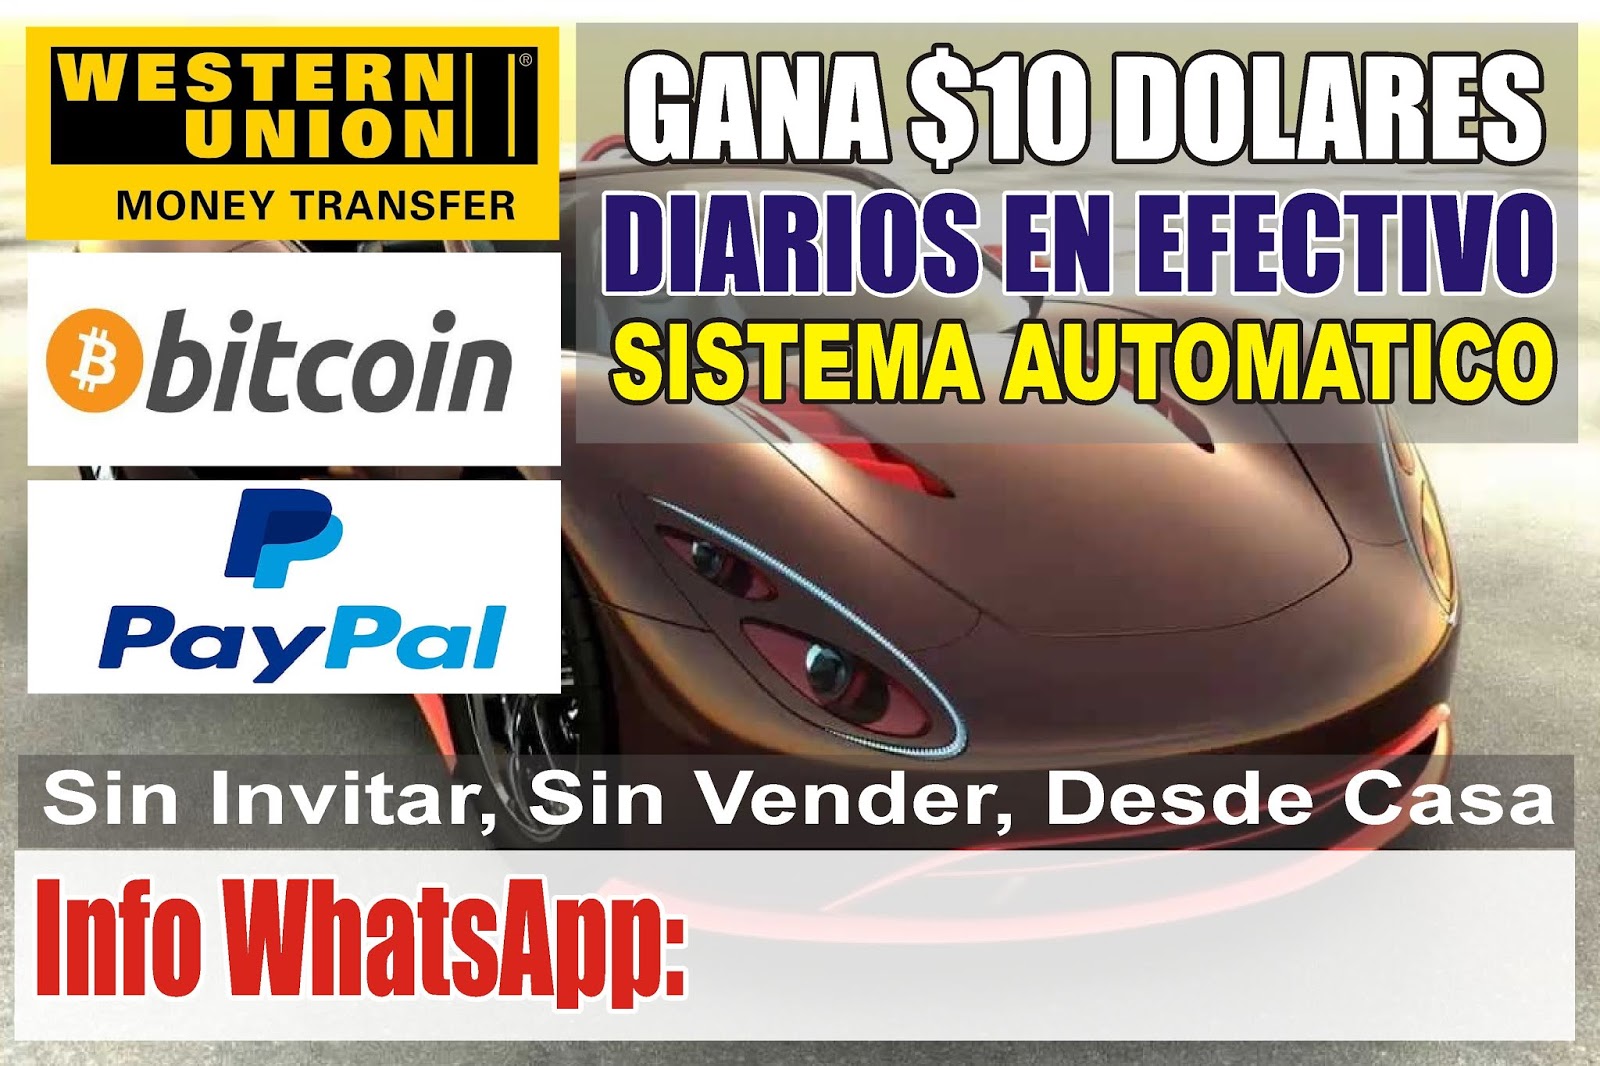 WESTERN
UNION ®
MONEY TRANSFER
bitcoin
PayPal
GANA $10 DOLARES
DIARIOS EN EFECTIVO
SISTEMA AUTOMATICO
Sin Invitar, Sin Vender, Desde Casa
Info WhatsApp: